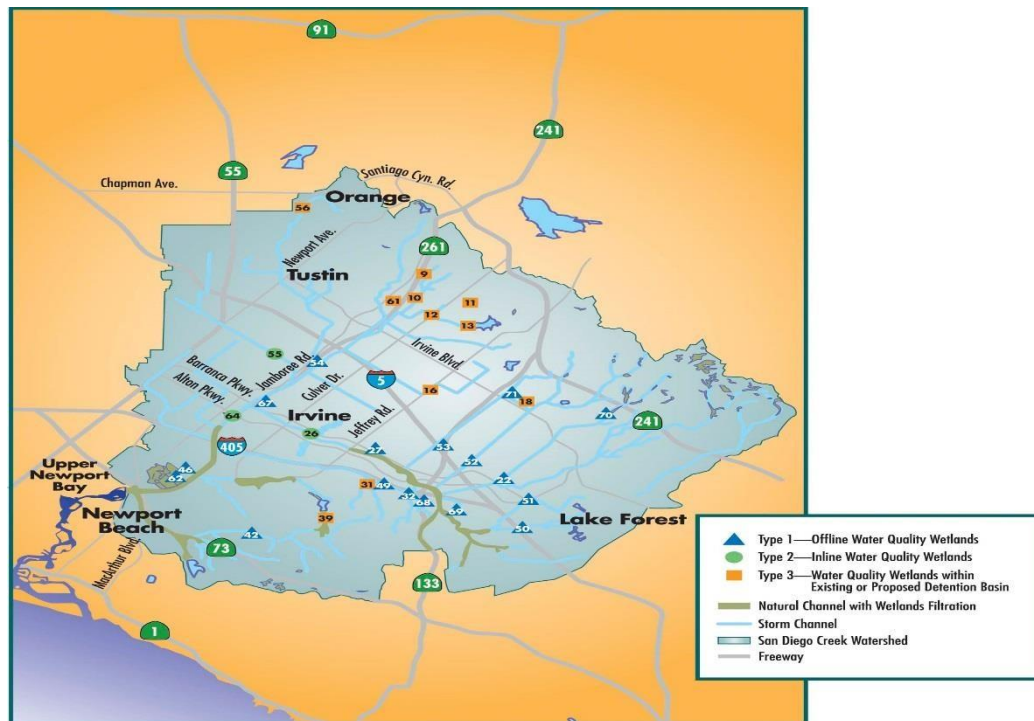 91
241
55
Santiago Cyn. Rd.
Chapman Ave.
Orange
56
Newport Ave.
261
Tustin
9
61
10
11
12
13
Irvine Blvd.
55
54
Jamboree Rd.
Culver Dr.
Barranca Pkwy.
Alton Pkwy.
5
16
71
18
67
64
Irvine
Jeffrey Rd.
70
241
26
405
27
53
52
46
62
Upper
Newport
Bay
31
49
32
68
22
51
69
Newport
Beach
39
42
50
Lake Forest
73
MacArthur Blvd.
133
1
Type 1—Offline Water Quality Wetlands
Type 2—Inline Water Quality Wetlands
Type 3—Water Quality Wetlands within
Existing or Proposed Detention Basin
Natural Channel with Wetlands Filtration
Storm Channel
San Diego Creek Watershed
Freeway